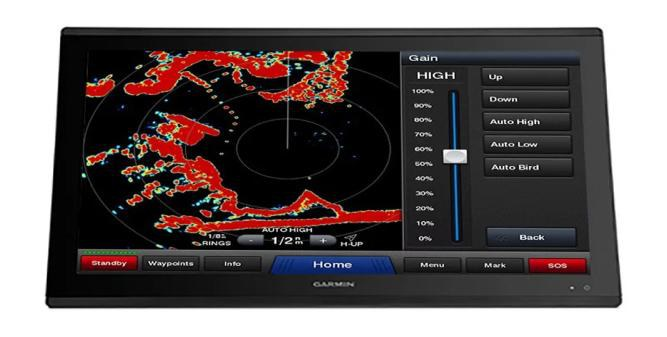 Gain
HIGH
100%
90%
80%
70%
60%
50%
40%
30%
20%
10%
0%
Up
Down
Auto High
Auto Low
Auto Bird
Back
AUTO HIGH
RINGS
- 1/2 n m +
H-UP
Standby
Waypoints
Info
Home
Menu
Mark
SOS
GARMIN